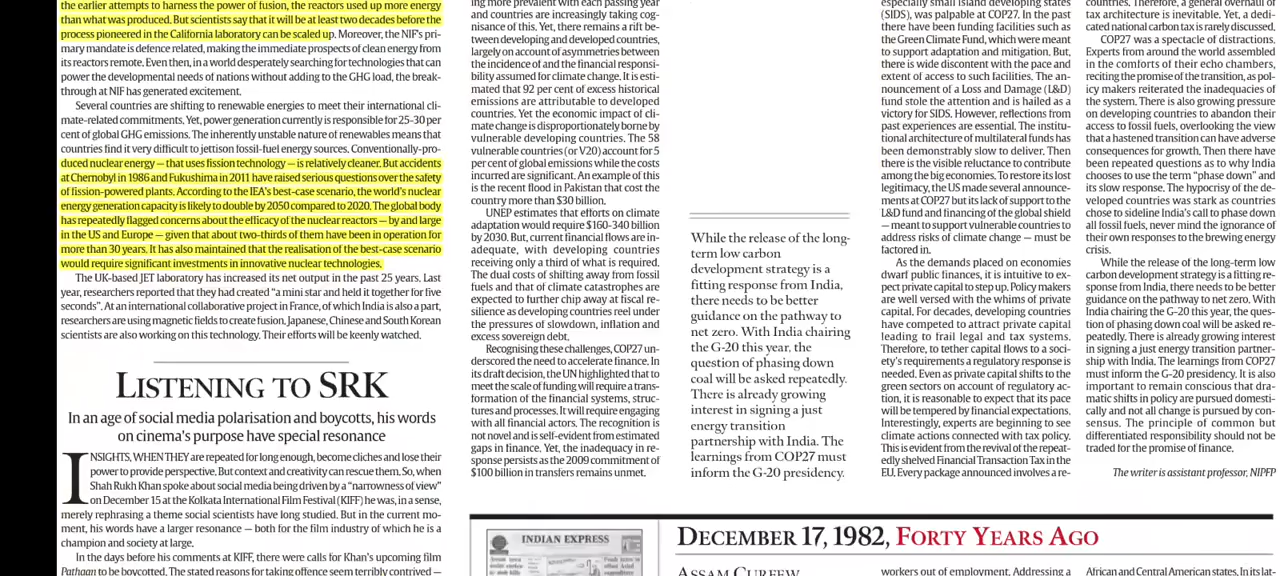 the earlier attempts to harness the power of fusion, the reactors used up more energy
than what was produced. But scientists say that it will be at least two decades before the
process pioneered in the California laboratory can be scaled up. Moreover, the NIF's pri-
mary mandate is defence related, making the immediate prospects of clean energy from
its reactors remote. Even then, in a world desperately searching for technologies that can
power the developmental needs of nations without adding to the GHG load, the break-
through at NIF has generated excitement.
Several countries are shifting to renewable energies to meet their international cli-
mate-related commitments. Yet, power generation currently is responsible for 25-30 per
cent of global GHG emissions. The inherently unstable nature of renewables means that
countries find it very difficult to jettison fossil-fuel energy sources. Conventionally-pro-
duced nuclear energy — that uses fission technology — is relatively cleaner. But accidents
at Chernobyl in 1986 and Fukushima in 2011 have raised serious questions over the safety
of fission-powered plants. According to the IEA's best-case scenario, the world's nuclear
energy generation capacity is likely to double by 2050 compared to 2020. The global body
has repeatedly flagged concerns about the efficacy of the nuclear reactors — by and large
in the US and Europe — given that about two-thirds of them have been in operation for
more than 30 years. It has also maintained that the realisation of the best-case scenario
would require significant investments in innovative nuclear technologies.
The UK-based JET laboratory has increased its net output in the past 25 years. Last
year, researchers reported that they had created "a mini star and held it together for five
seconds". At an international collaborative project in France, of which India is also a part,
researchers are using magnetic fields to create fusion. Japanese, Chinese and South Korean
scientists are also working on this technology. Their efforts will be keenly watched.
LISTENING TO SRK
In an age of social media polarisation and boycotts, his words
on cinema's purpose have special resonance
INSIGHTS, WHEN THEY are repeated for long enough, become cliches and lose their
power to provide perspective. But context and creativity can rescue them. So, when
Shah Rukh Khan spoke about social media being driven by a "narrowness of view"
on December 15 at the Kolkata International Film Festival (KIFF) he was, in a sense,
merely rephrasing a theme social scientists have long studied. But in the current mo-
ment, his words have a larger resonance — both for the film industry of which he is a
champion and society at large.
In the days before his comments at KIFF, there were calls for Khan's upcoming film
Pathaan to be boycotted. The stated reasons for taking offence seem terribly contrived —
ing more prevalent with each passing year
and countries are increasingly taking cog-
nisance of this. Yet, there remains a rift be-
tween developing and developed countries,
largely on account of asymmetries between
the incidence of and the financial responsi-
bility assumed for climate change. It is esti-
mated that 92 per cent of excess historical
emissions are attributable to developed
countries. Yet the economic impact of cli-
mate change is disproportionately borne by
vulnerable developing countries. The 58
vulnerable countries (or V20) account for 5
per cent of global emissions while the costs
incurred are significant. An example of this
is the recent flood in Pakistan that cost the
country more than $30 billion.
UNEP estimates that efforts on climate
adaptation would require $160-340 billion
by 2030. But, current financial flows are in-
adequate, with developing countries
receiving only a third of what is required.
The dual costs of shifting away from fossil
fuels and that of climate catastrophes are
expected to further chip away at fiscal re-
silience as developing countries reel under
the pressures of slowdown, inflation and
excess sovereign debt.
Recognising these challenges, COP27 un-
derscored the need to accelerate finance. In
its draft decision, the UN highlighted that to
meet the scale of funding will require a trans-
formation of the financial systems, struc-
tures and processes. It will require engaging
with all financial actors. The recognition is
not novel and is self-evident from estimated
gaps in finance. Yet, the inadequacy in re-
sponse persists as the 2009 commitment of
$100 billion in transfers remains unmet.
While the release of the long-
term low carbon
development strategy is a
fitting response from India,
there needs to be better
guidance on the pathway to
net zero. With India chairing
the G-20 this year, the
question of phasing down
coal will be asked repeatedly.
There is already growing
interest in signing a just
energy transition
partnership with India. The
learnings from COP27 must
inform the G-20 presidency.
especially small island developing states
(SIDS), was palpable at COP27. In the past
there have been funding facilities such as
the Green Climate Fund, which were meant
to support adaptation and mitigation. But,
there is wide discontent with the pace and
extent of access to such facilities. The an-
nouncement of a Loss and Damage (L&D)
fund stole the attention and is hailed as a
victory for SIDS. However, reflections from
past experiences are essential. The institu-
tional architecture of multilateral funds has
been demonstrably slow to deliver. Then
there is the visible reluctance to contribute
among the big economies. To restore its lost
legitimacy, the US made several announce-
ments at COP27 but its lack of support to the
L&D fund and financing of the global shield
— meant to support vulnerable countries to
address risks of climate change — must be
factored in.
As the demands placed on economies
dwarf public finances, it is intuitive to ex-
pect private capital to step up. Policy makers
are well versed with the whims of private
capital. For decades, developing countries
have competed to attract private capital
leading to frail legal and tax systems.
Therefore, to tether capital flows to a soci-
ety's requirements a regulatory response is
needed. Even as private capital shifts to the
green sectors on account of regulatory ac-
tion, it is reasonable to expect that its pace
will be tempered by financial expectations.
Interestingly, experts are beginning to see
climate actions connected with tax policy.
This is evident from the revival of the repeat-
edly shelved Financial Transaction Tax in the
EU. Every package announced involves a re-
countries. Therefore, a general overhaul of
tax architecture is inevitable. Yet, a dedi-
cated national carbon tax is rarely discussed.
COP27 was a spectacle of distractions.
Experts from around the world assembled
in the comforts of their echo chambers,
reciting the promise of the transition, as pol-
icy makers reiterated the inadequacies of
the system. There is also growing pressure
on developing countries to abandon their
access to fossil fuels, overlooking the view
that a hastened transition can have adverse
consequences for growth. Then there have
been repeated questions as to why India
chooses to use the term "phase down" and
its slow response. The hypocrisy of the de-
veloped countries was stark as countries
chose to sideline India's call to phase down
all fossil fuels, never mind the ignorance of
their own responses to the brewing energy
crisis.
While the release of the long-term low
carbon development strategy is a fitting re-
sponse from India, there needs to be better
guidance on the pathway to net zero. With
India chairing the G-20 this year, the ques-
tion of phasing down coal will be asked re-
peatedly. There is already growing interest
in signing a just energy transition partner-
ship with India. The learnings from COP27
must inform the G-20 presidency. It is also
important to remain conscious that dra-
matic shifts in policy are pursued domesti-
cally and not all change is pursued by con-
sensus. The principle of common but
differentiated responsibility should not be
traded for the promise of finance.
The writer is assistant professor, NIPFP
INDIAN EXPRESS
DECEMBER 17, 1982, FORTY YEARS AGO
ASSAM CURFEW
workers out of employment. Addressing a
African and Central American states. In its lat-